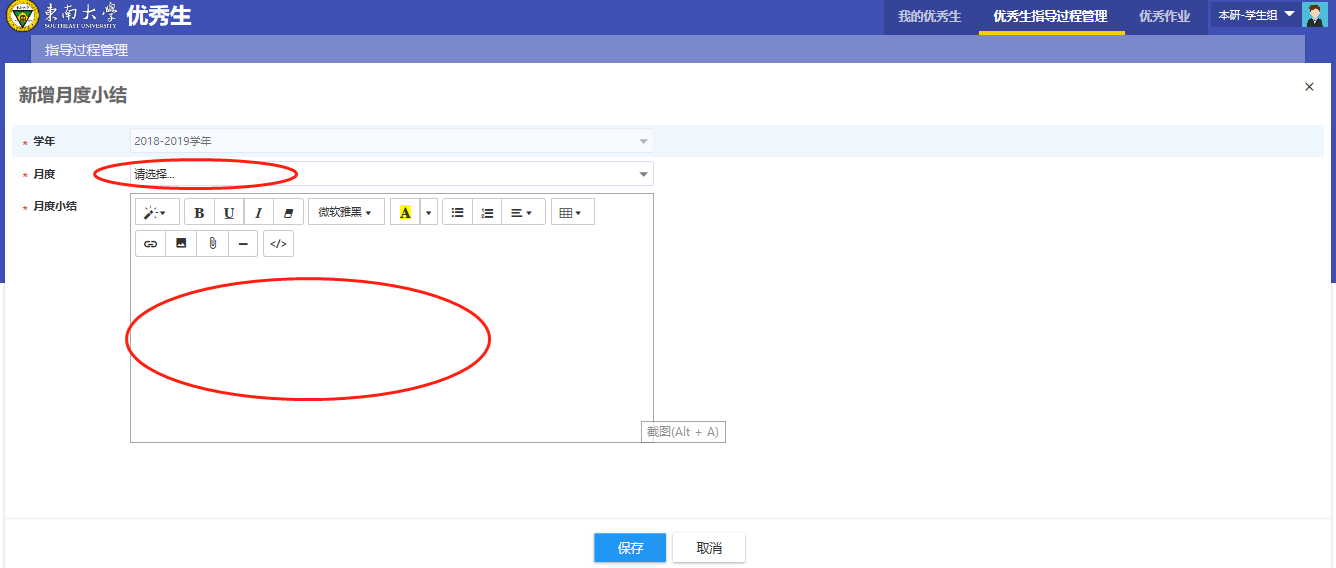 東南大學 优秀生 我的优秀生 优秀生指导过程管理 优秀作业 本研-学生组
SOUTHEAST UNIVERSITY
指导过程管理
新增月度小结 ×
* 学年 2018-2019学年
* 月度 请选择...
* 月度小结
B U I 微软雅黑 A
</>
截图(Alt + A)
保存 取消